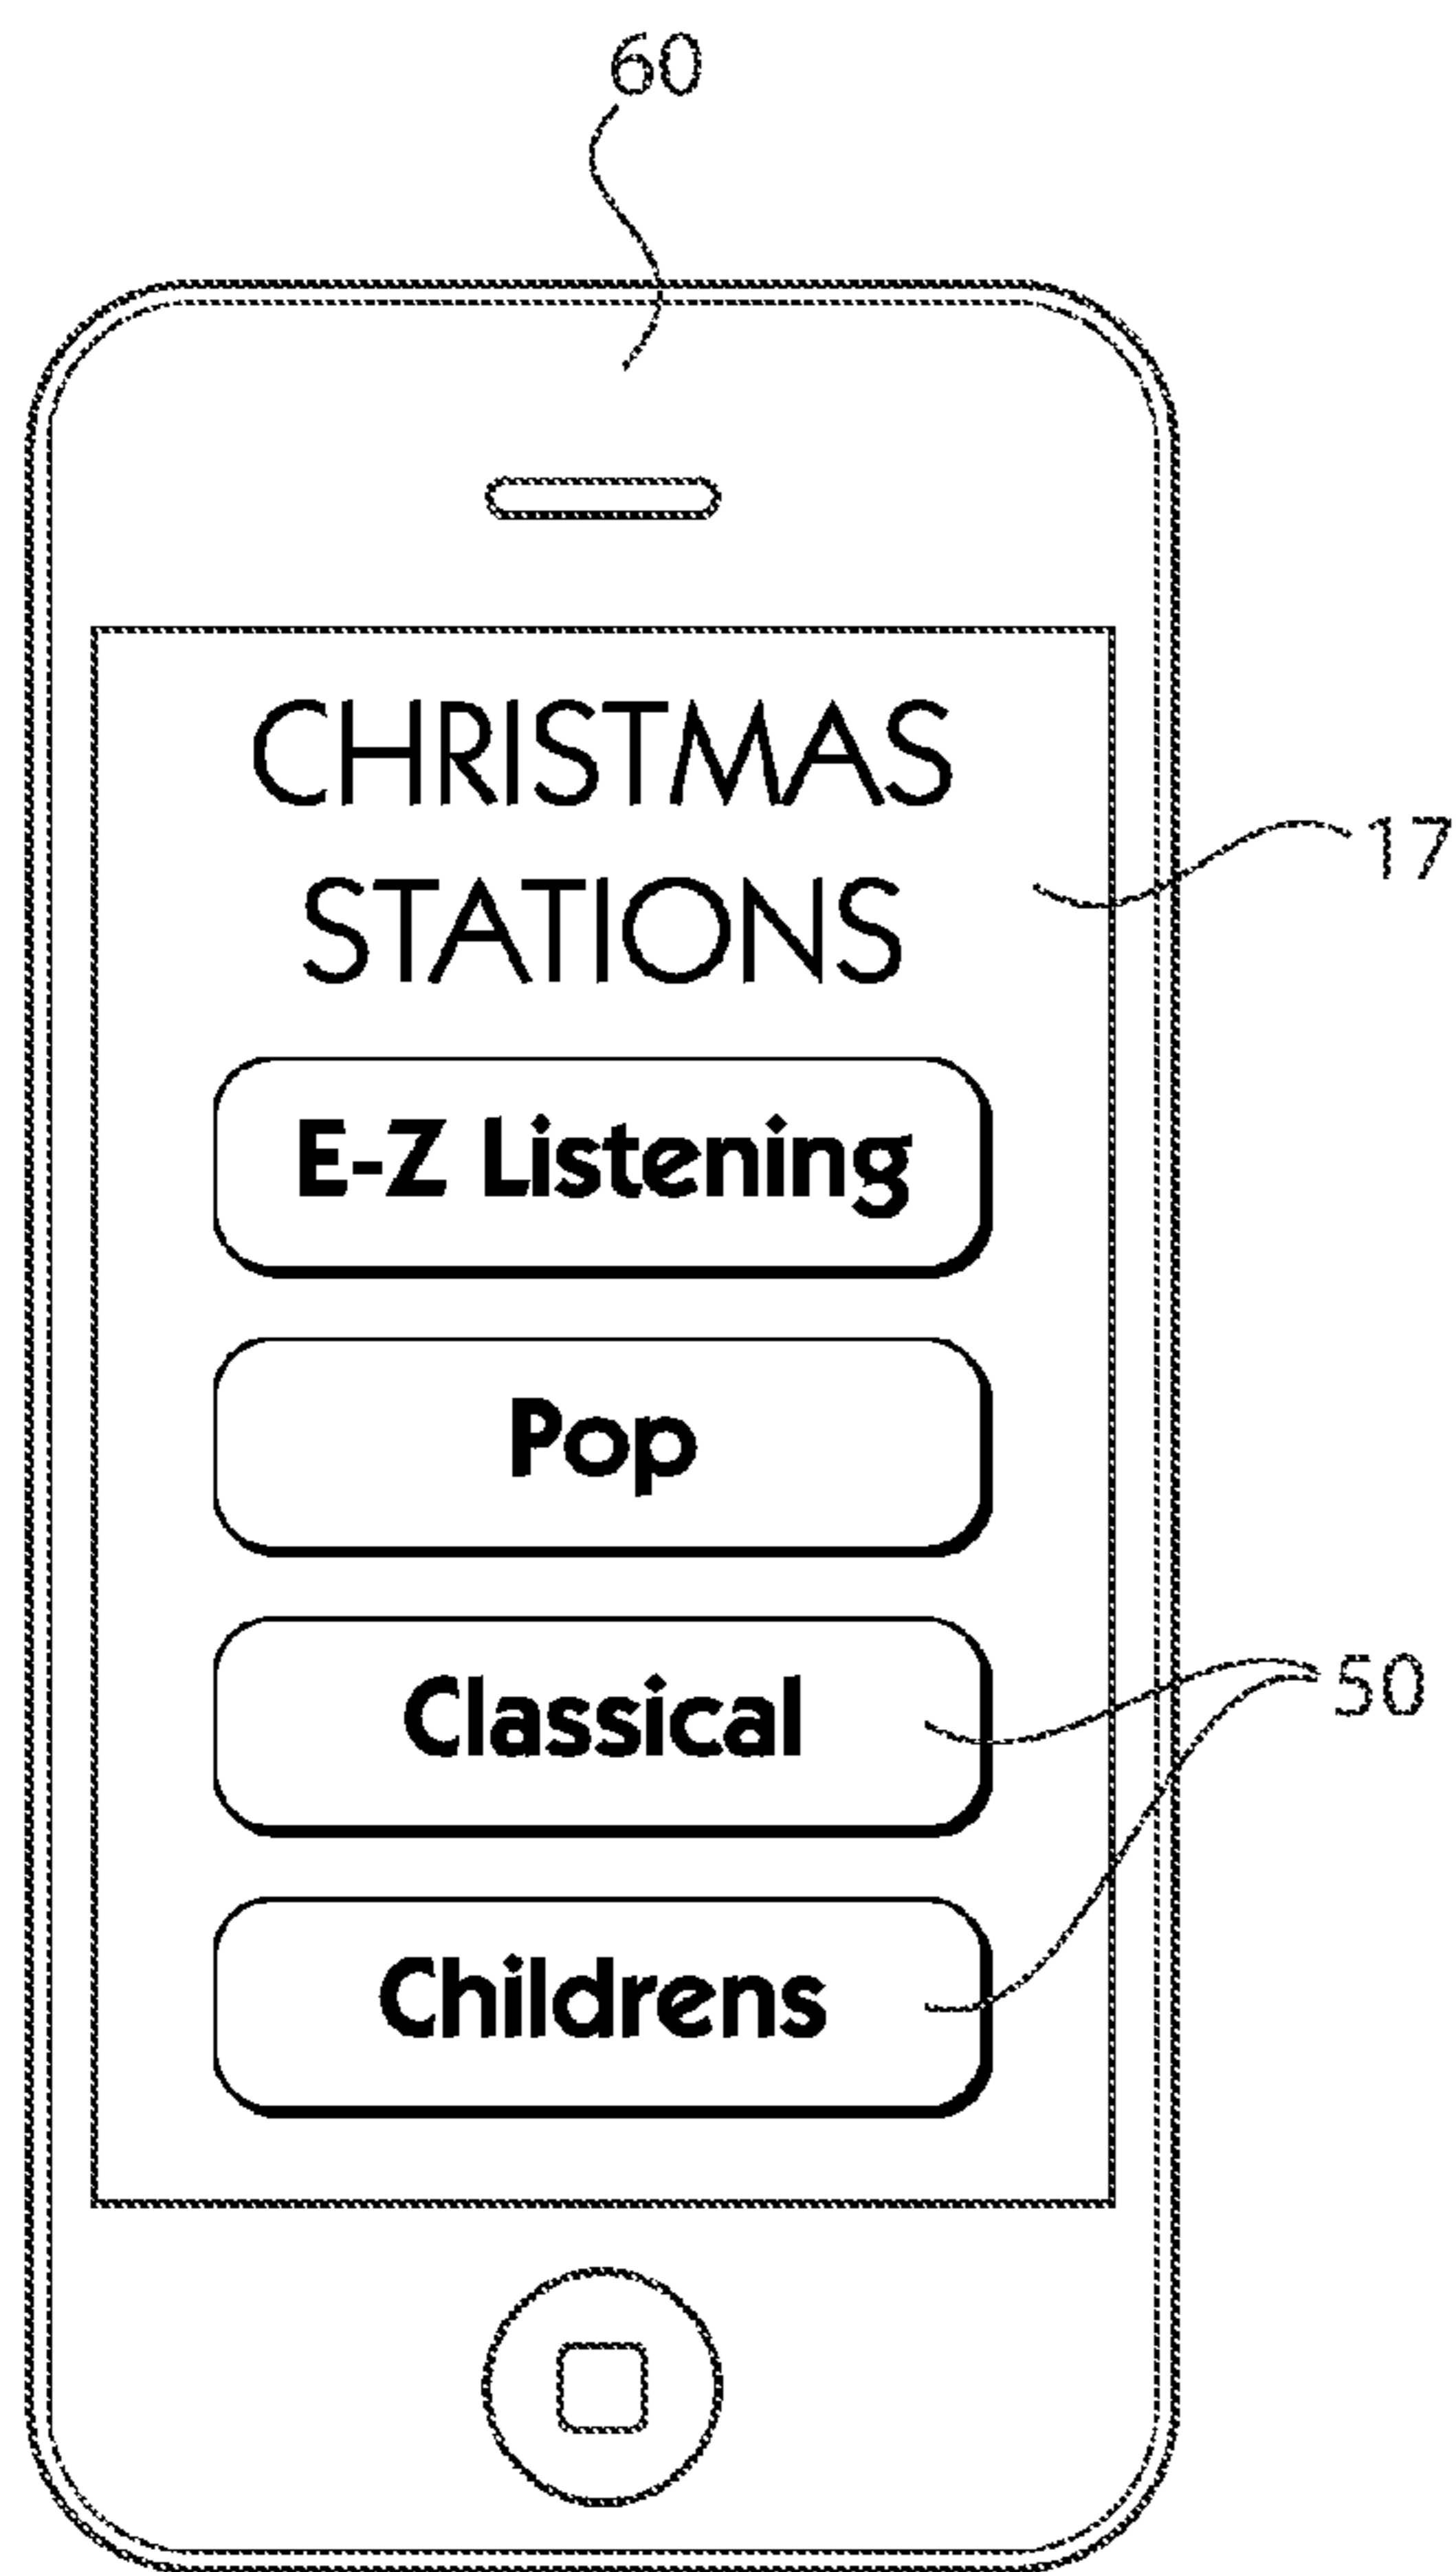 60
CHRISTMAS
17
STATIONS
E-Z Listening
Pop
Classical
50
Childrens